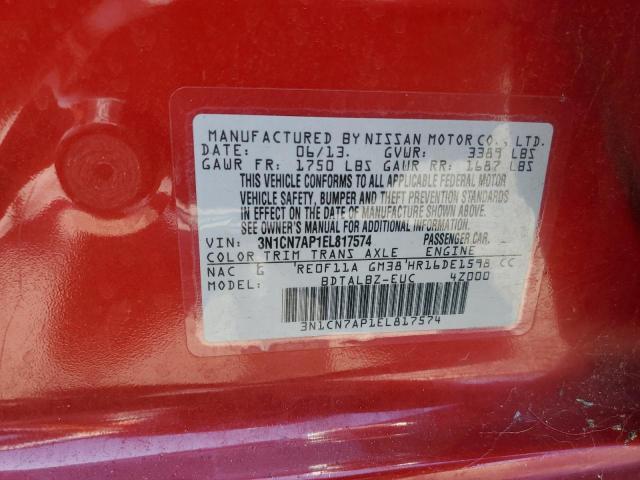 MANUFACTURED BY NISSAN MOTOR CO., LTD.
DATE: 06/13. GVWR: 3389 LBS
GAWR FR: 1750 LBS GAWR RR: 1687 LBS
THIS VEHICLE CONFORMS TO ALL APPLICABLE FEDERAL MOTOR
VEHICLE SAFETY, BUMPER AND THEFT PREVENTION STANDARDS
IN EFFECT ON THE DATE OF MANUFACTURE SHOWN ABOVE.
SEE OWNER'S MANUAL FOR ADDITIONAL INFORMATION.
VIN: 3N1CN7AP1EL817574 PASSENGER CAR.
COLOR TRIM TRANS AXLE ENGINE
NAC G RE0F11A GM38 HR16DE1598 CC
MODEL: BDTALBZ-EUC 4Z000
3N1CN7AP1EL817574